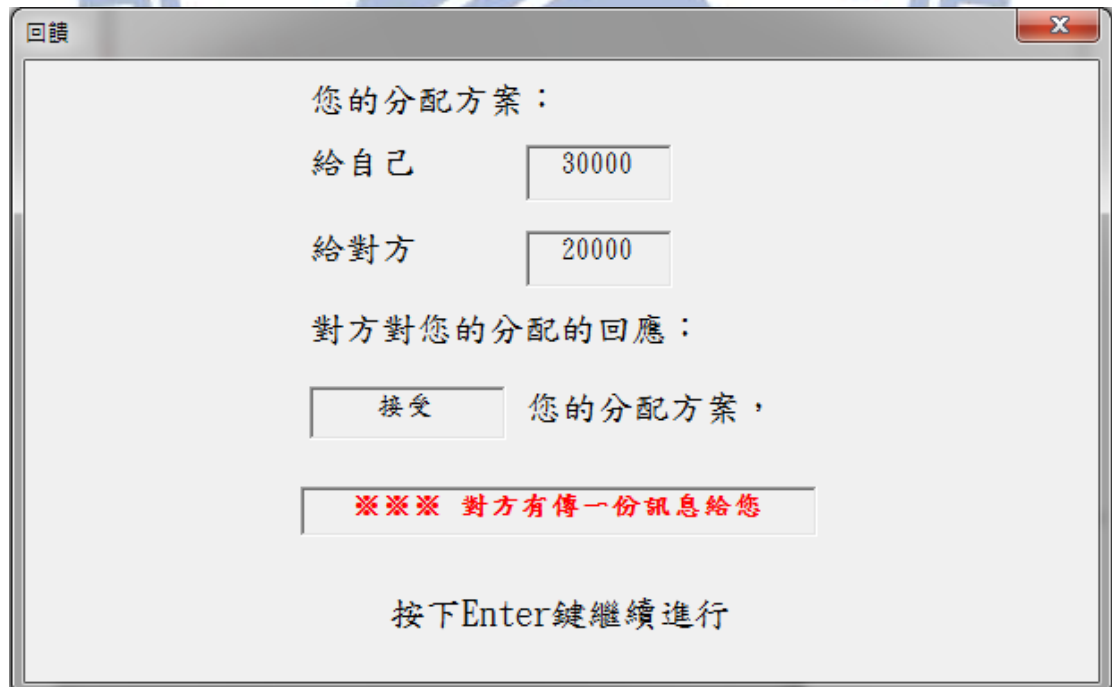 回饋
您的分配方案：
給自己 30000
給對方 20000
對方對您的分配的回應：
接受 您的分配方案，
※※※ 對方有傳一份訊息給您
按下Enter鍵繼續進行